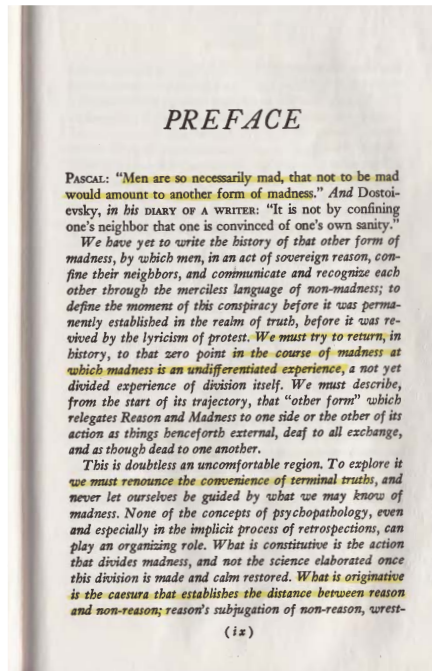 PREFACE
PASCAL: "Men are so necessarily mad, that not to be mad
would amount to another form of madness." And Dostoi-
evsky, in his DIARY OF A WRITER: "It is not by confining
one's neighbor that one is convinced of one's own sanity."
We have yet to write the history of that other form of
madness, by which men, in an act of sovereign reason, con-
fine their neighbors, and communicate and recognize each
other through the merciless language of non-madness; to
define the moment of this conspiracy before it was perma-
nently established in the realm of truth, before it was re-
vived by the lyricism of protest. We must try to return, in
history, to that zero point in the course of madness at
which madness is an undifferentiated experience, a not yet
divided experience of division itself. We must describe,
from the start of its trajectory, that "other form" which
relegates Reason and Madness to one side or the other of its
action as things henceforth external, deaf to all exchange,
and as though dead to one another.
This is doubtless an uncomfortable region. To explore it
we must renounce the convenience of terminal truths, and
never let ourselves be guided by what we may know of
madness. None of the concepts of psychopathology, even
and especially in the implicit process of retrospections, can
play an organizing role. What is constitutive is the action
that divides madness, and not the science elaborated once
this division is made and calm restored. What is originative
is the caesura that establishes the distance between reason
and non-reason; reason's subjugation of non-reason, wrest-
(ix)